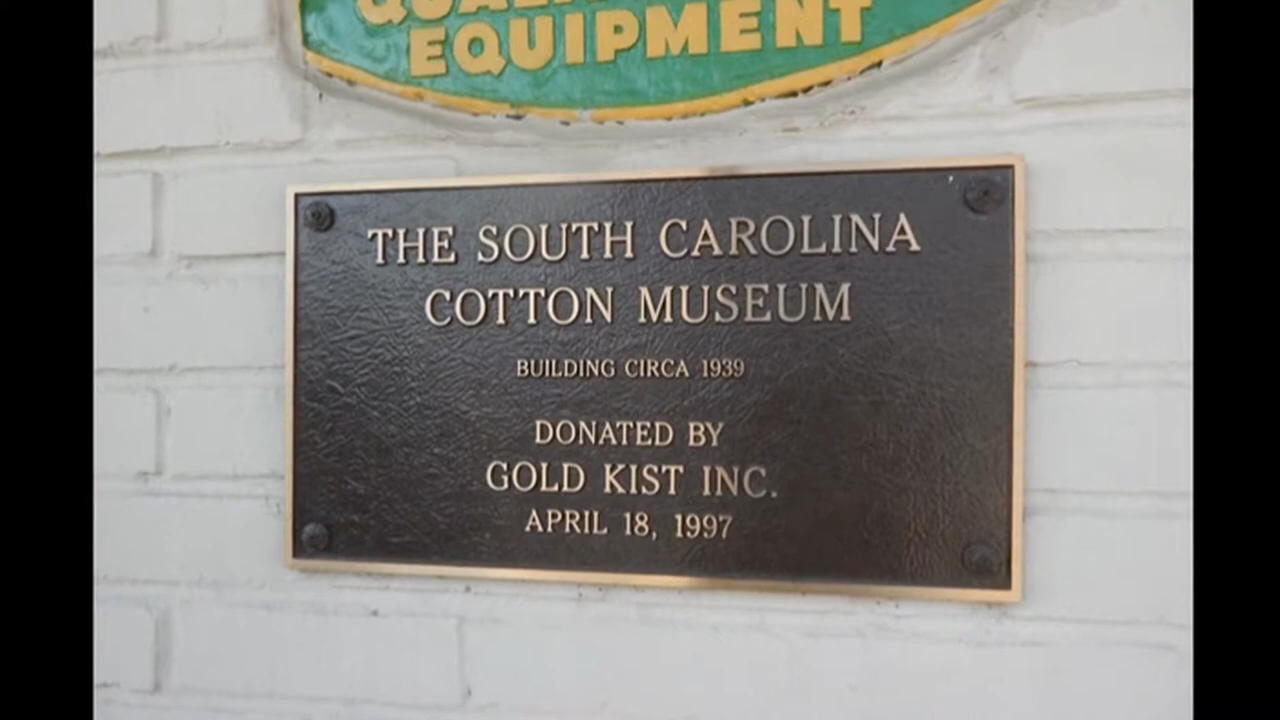 EQUIPMENT
THE SOUTH CAROLINA
COTTON MUSEUM
BUILDING CIRCA 1939
DONATED BY
GOLD KIST INC.
APRIL 18, 1997